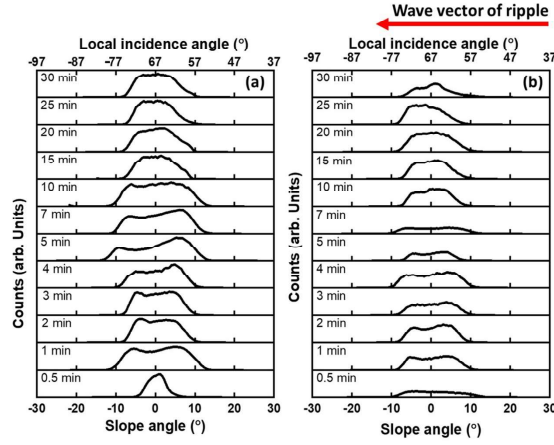 Wave vector of ripple
Local incidence angle (°)
-97 -87 -77 67 57 47 37
(a)
30 min
25 min
20 min
15 min
10 min
7 min
5 min
4 min
3 min
2 min
1 min
0.5 min
Counts (arb. Units)
-30 -20 -10 0 10 20 30
Slope angle (°)
Local incidence angle (°)
-97 -87 -77 67 57 47 37
(b)
30 min
25 min
20 min
15 min
10 min
7 min
5 min
4 min
3 min
2 min
1 min
0.5 min
Counts (arb. Units)
-30 -20 -10 0 10 20 30
Slope angle (°)